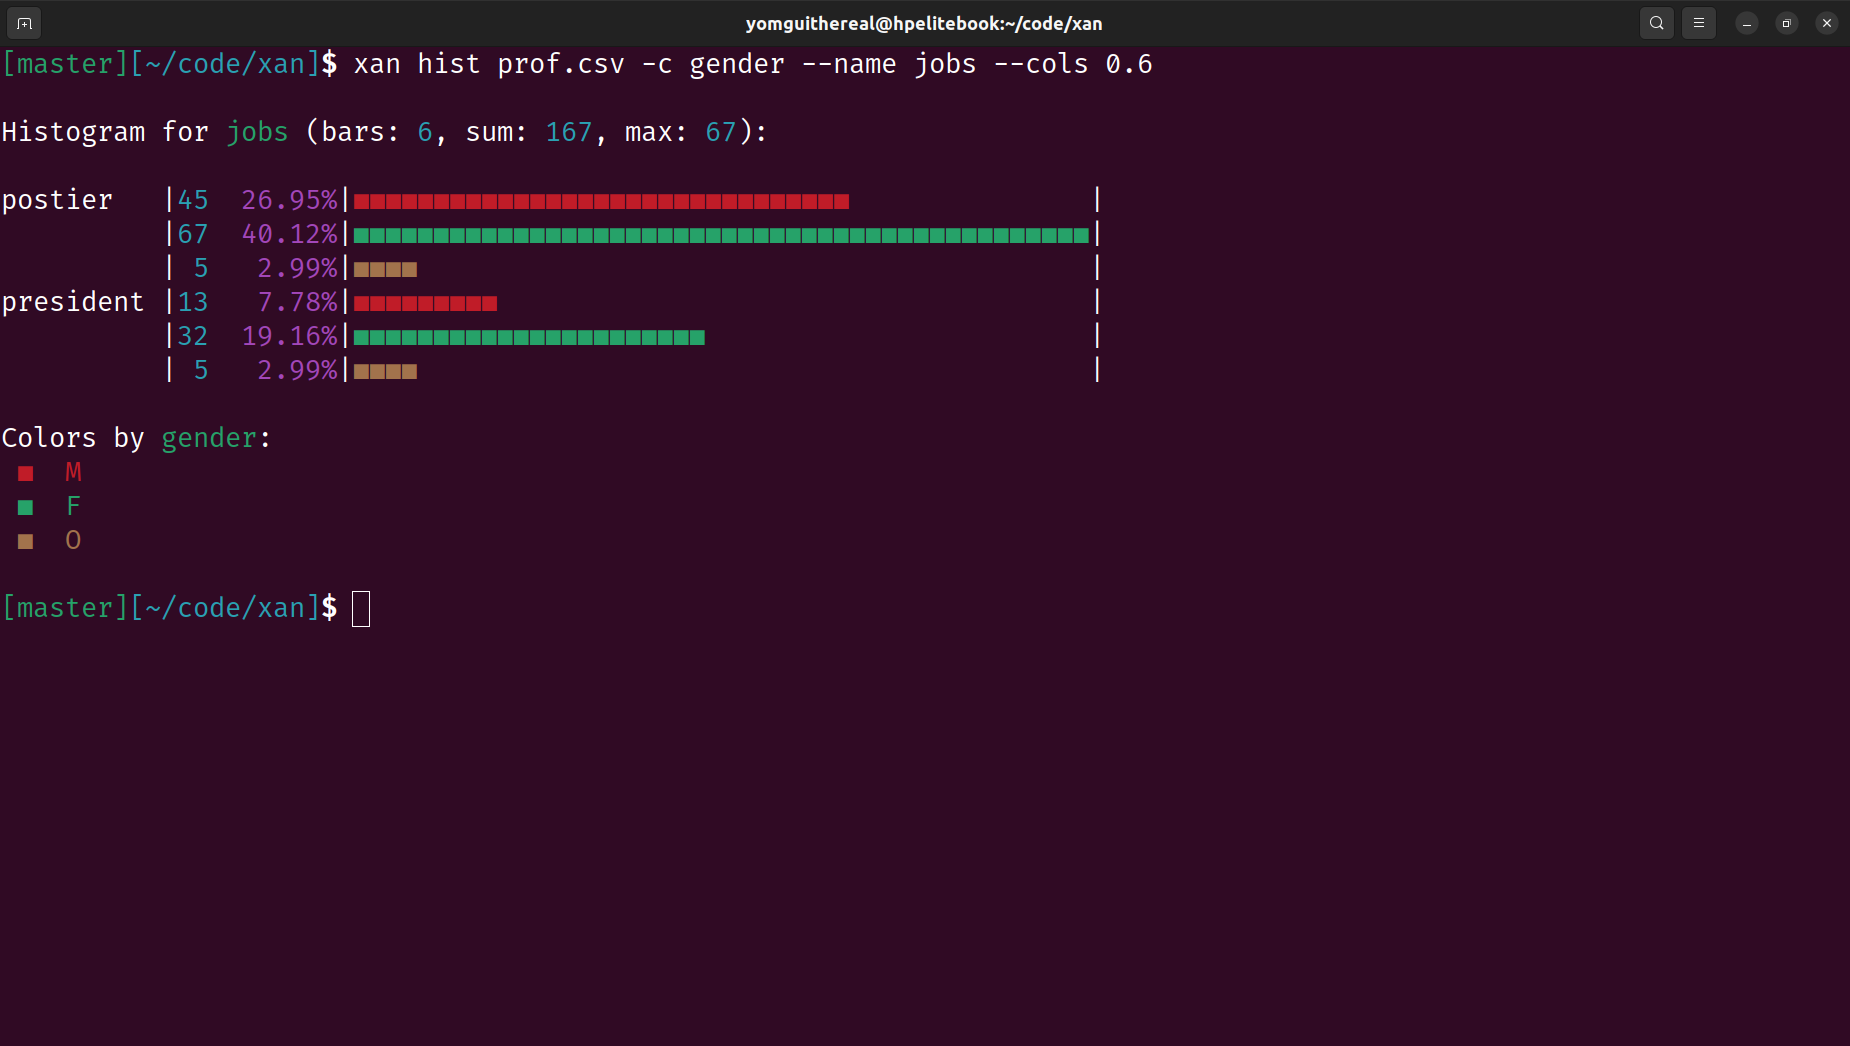 yomguithereal@hpelitebook:~/code/xan
[master][~/code/xan]$ xan hist prof.csv -c gender --name jobs --cols 0.6
Histogram for jobs (bars: 6, sum: 167, max: 67):
postier |45 26.95%| |
|67 40.12%| |
| 5 2.99%| |
president |13 7.78%| |
|32 19.16%| |
| 5 2.99%| |
Colors by gender:
M
F
O
[master][~/code/xan]$